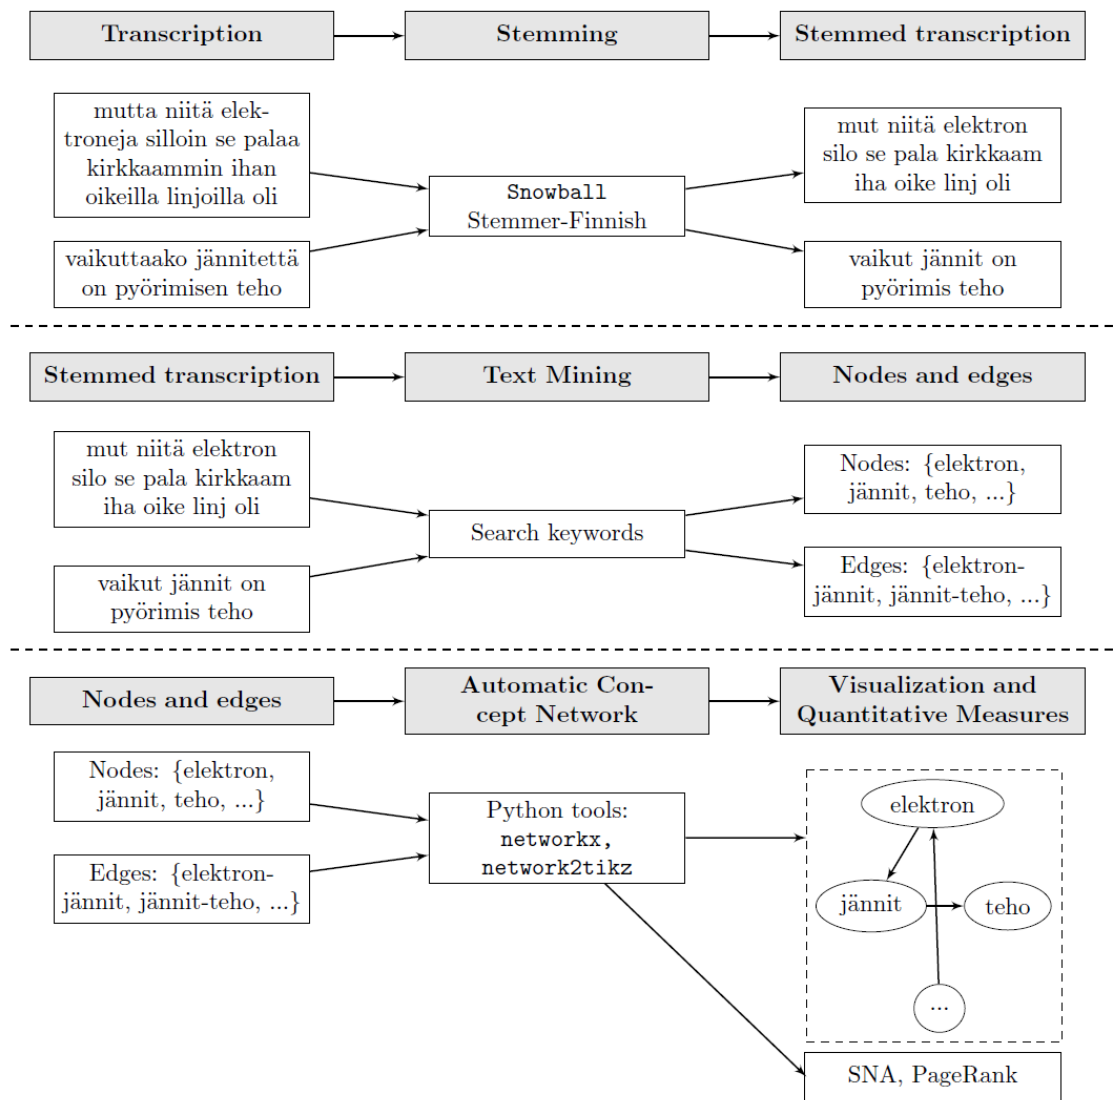 Transcription
Stemming
Stemmed transcription
mutta niitä elek-
troneja silloin se palaa
kirkkaammin ihan
oikeilla linjoilla oli
vaikuttaako jännitettä
on pyörimisen teho
Snowball
Stemmer-Finnish
mut niitä elektron
silo se pala kirkkaam
iha oike linj oli
vaikut jännit on
pyörimis teho
Stemmed transcription
Text Mining
Nodes and edges
mut niitä elektron
silo se pala kirkkaam
iha oike linj oli
vaikut jännit on
pyörimis teho
Search keywords
Nodes: {elektron,
jännit, teho, ...}
Edges: {elektron-
jännit, jännit-teho, ...}
Nodes and edges
Automatic Con-
cept Network
Visualization and
Quantitative Measures
Nodes: {elektron,
jännit, teho, ...}
Edges: {elektron-
jännit, jännit-teho, ...}
Python tools:
networkx,
network2tikz
elektron
jännit
teho
...
SNA, PageRank